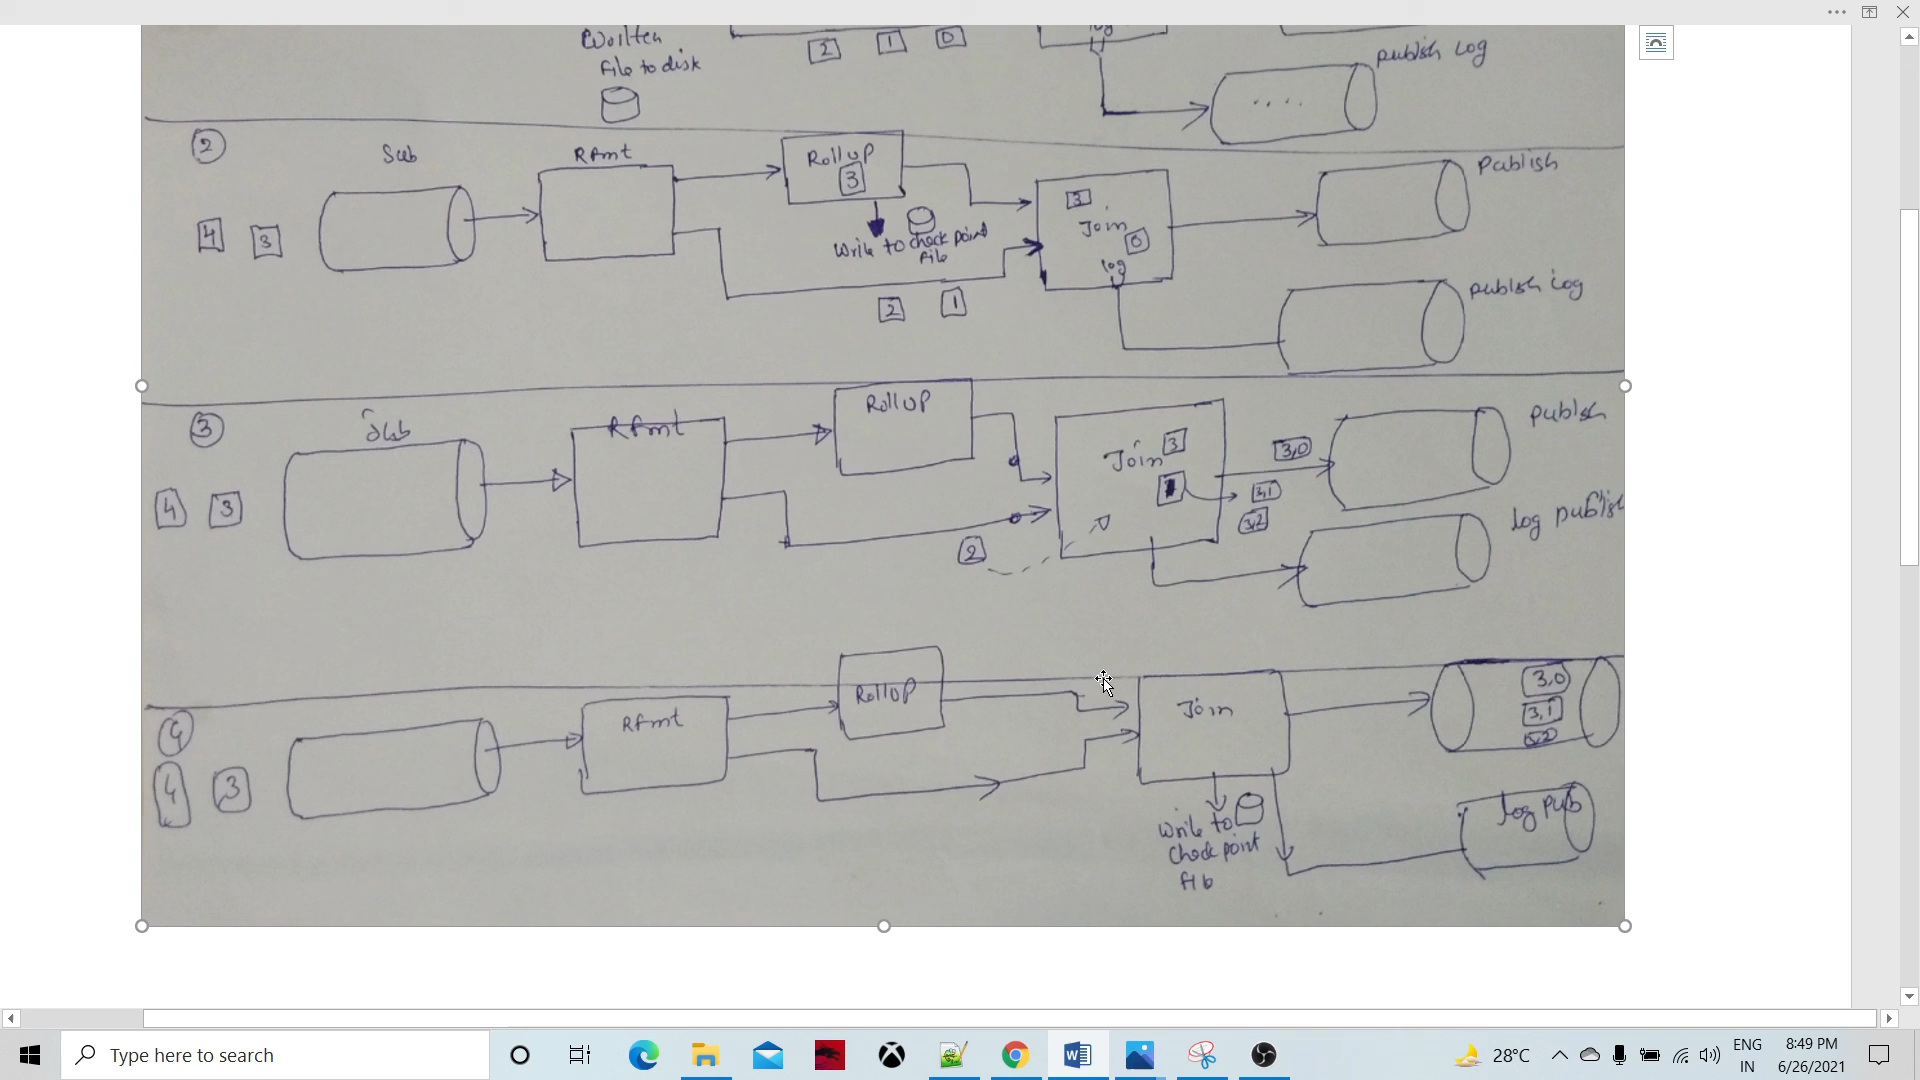 Written
File to disk
2 1 0
log
publish log
....
2
Sub
Rfmt
Rollup
3
publish
4 3
3
Join
0
log
Write to check point
file
2 1
publish log
3
Sub
Rfmt
Rollup
publish
4 3
Join 3
1
3,0
3,1
3,2
2
log publish
4
Rfmt
Rollup
Join
3,0
3,1
3,2
4 3
Write to
check point
log pub
Type here to search
28°C
ENG
IN
8:49 PM
6/26/2021